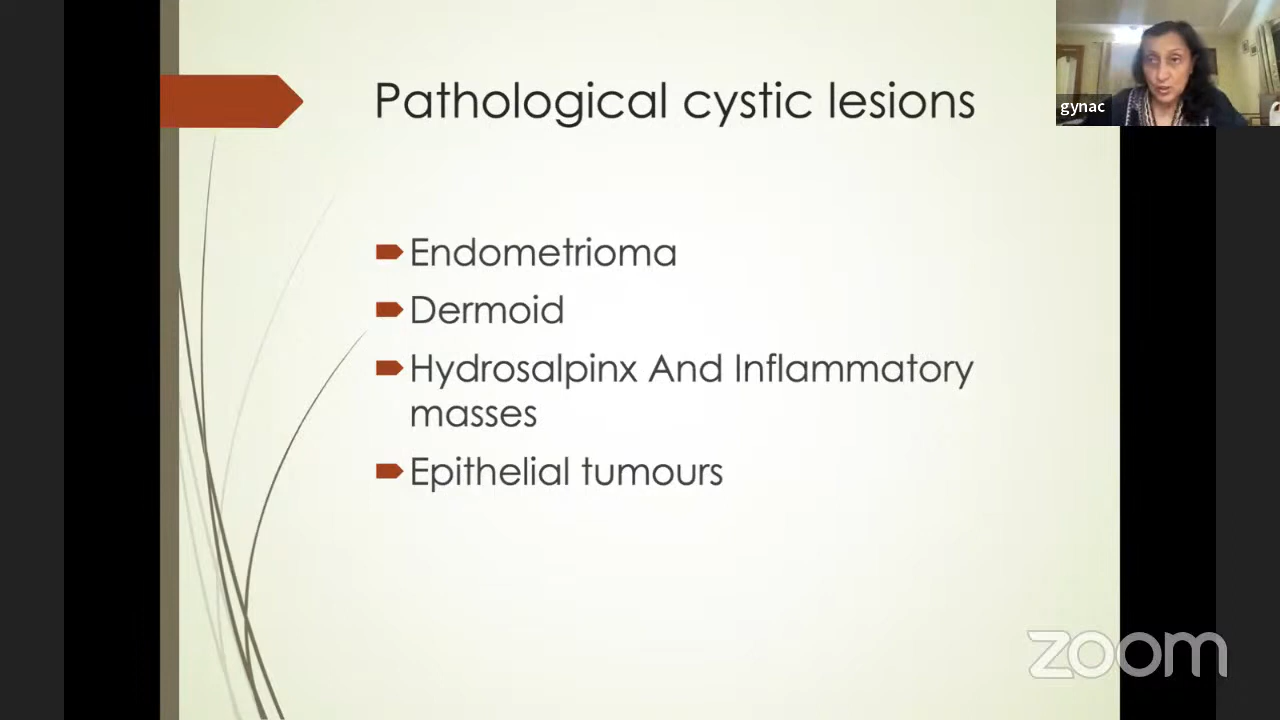 Pathological cystic lesions
gynac
Endometrioma
Dermoid
Hydrosalpinx And Inflammatory
masses
Epithelial tumours
zoom